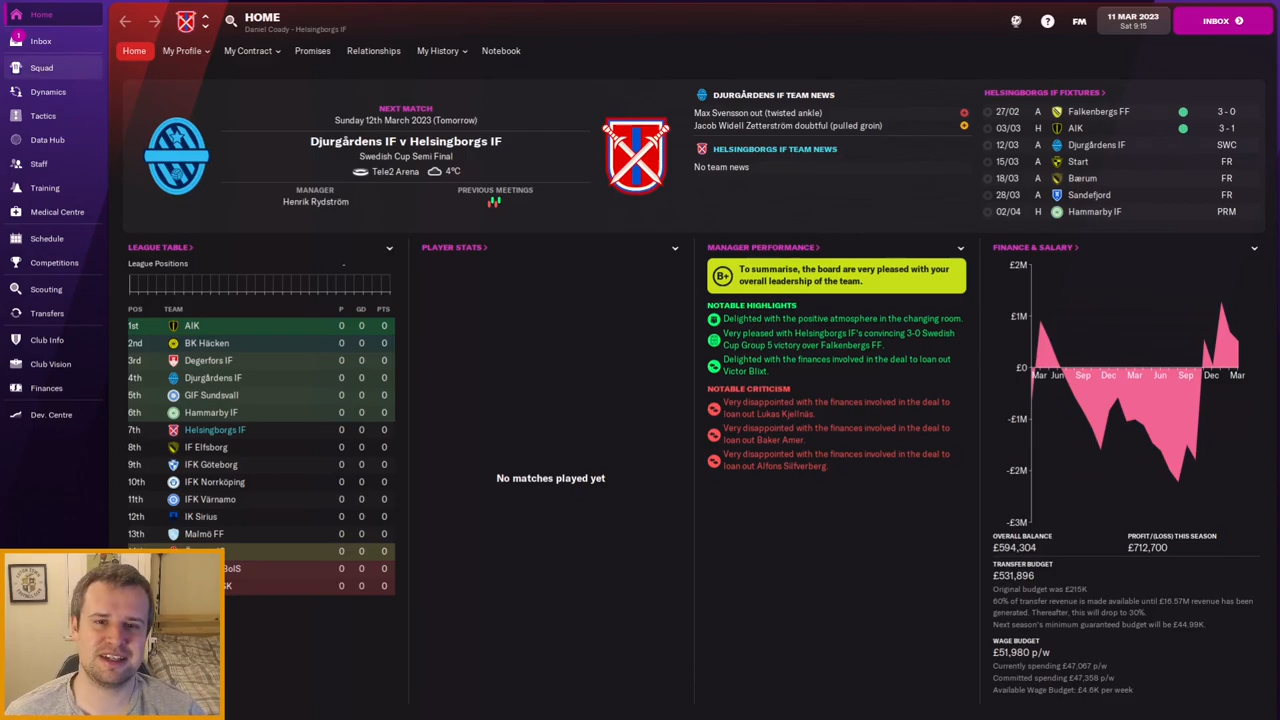 Home
1
Inbox
Squad
Dynamics
Tactics
Data Hub
Staff
Training
Medical Centre
Schedule
Competitions
Scouting
Transfers
Club Info
Club Vision
Finances
Dev. Centre
HOME
Daniel Coady - Helsingborgs IF
?
FM
11 MAR 2023
Sat 9:15
INBOX
Home
My Profile
My Contract
Promises
Relationships
My History
Notebook
NEXT MATCH
Sunday 12th March 2023 (Tomorrow)
Djurgårdens IF v Helsingborgs IF
Swedish Cup Semi Final
Tele2 Arena 4°C
MANAGER
Henrik Rydström
PREVIOUS MEETINGS
DJURGÅRDENS IF TEAM NEWS
Max Svensson out (twisted ankle)
Jacob Widell Zetterström doubtful (pulled groin)
HELSINGBORGS IF TEAM NEWS
No team news
HELSINGBORGS IF FIXTURES >
27/02 A Falkenbergs FF 3 - 0
03/03 H AIK 3 - 1
12/03 A Djurgårdens IF SWC
15/03 A Start FR
18/03 A Bærum FR
28/03 A Sandefjord FR
02/04 H Hammarby IF PRM
LEAGUE TABLE >
League Positions -
POS TEAM P GD PTS
1st AIK 0 0 0
2nd BK Häcken 0 0 0
3rd Degerfors IF 0 0 0
4th Djurgårdens IF 0 0 0
5th GIF Sundsvall 0 0 0
6th Hammarby IF 0 0 0
7th Helsingborgs IF 0 0 0
8th IF Elfsborg 0 0 0
9th IFK Göteborg 0 0 0
10th IFK Norrköping 0 0 0
11th IFK Värnamo 0 0 0
12th IK Sirius 0 0 0
13th Malmö FF 0 0 0
0 0 0
BoIS 0 0 0
K 0 0 0
PLAYER STATS >
No matches played yet
MANAGER PERFORMANCE >
B+
To summarise, the board are very pleased with your
overall leadership of the team.
NOTABLE HIGHLIGHTS
Delighted with the positive atmosphere in the changing room.
Very pleased with Helsingborgs IF's convincing 3-0 Swedish
Cup Group 5 victory over Falkenbergs FF.
Delighted with the finances involved in the deal to loan out
Victor Blixt.
NOTABLE CRITICISM
Very disappointed with the finances involved in the deal to
loan out Lukas Kjellnäs.
Very disappointed with the finances involved in the deal to
loan out Baker Amer.
Very disappointed with the finances involved in the deal to
loan out Alfons Silfverberg.
FINANCE & SALARY >
£2M
£1M
£0
-£1M
-£2M
-£3M
Mar Jun Sep Dec Mar Jun Sep Dec Mar
OVERALL BALANCE
£594,304
PROFIT/(LOSS) THIS SEASON
£712,700
TRANSFER BUDGET
£531,896
Original budget was £215K
60% of transfer revenue is made available until £16.57M revenue has been
generated. Thereafter, this will drop to 30%.
Next season's minimum guaranteed budget will be £44.99K.
WAGE BUDGET
£51,980 p/w
Currently spending £47,067 p/w
Committed spending £47,358 p/w
Available Wage Budget: £4.6K per week